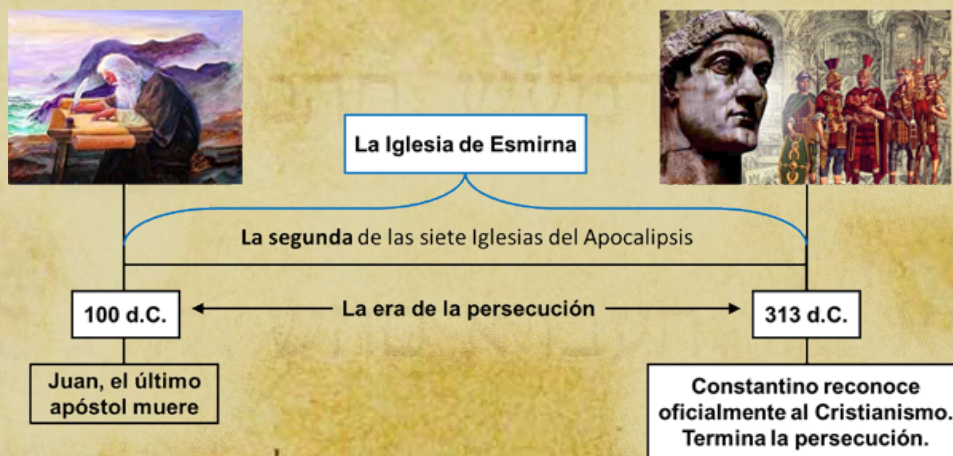 La Iglesia de Esmirna
La segunda de las siete Iglesias del Apocalipsis
100 d.C.
La era de la persecución
313 d.C.
Juan, el último
apóstol muere
Constantino reconoce
oficialmente al Cristianismo.
Termina la persecución.